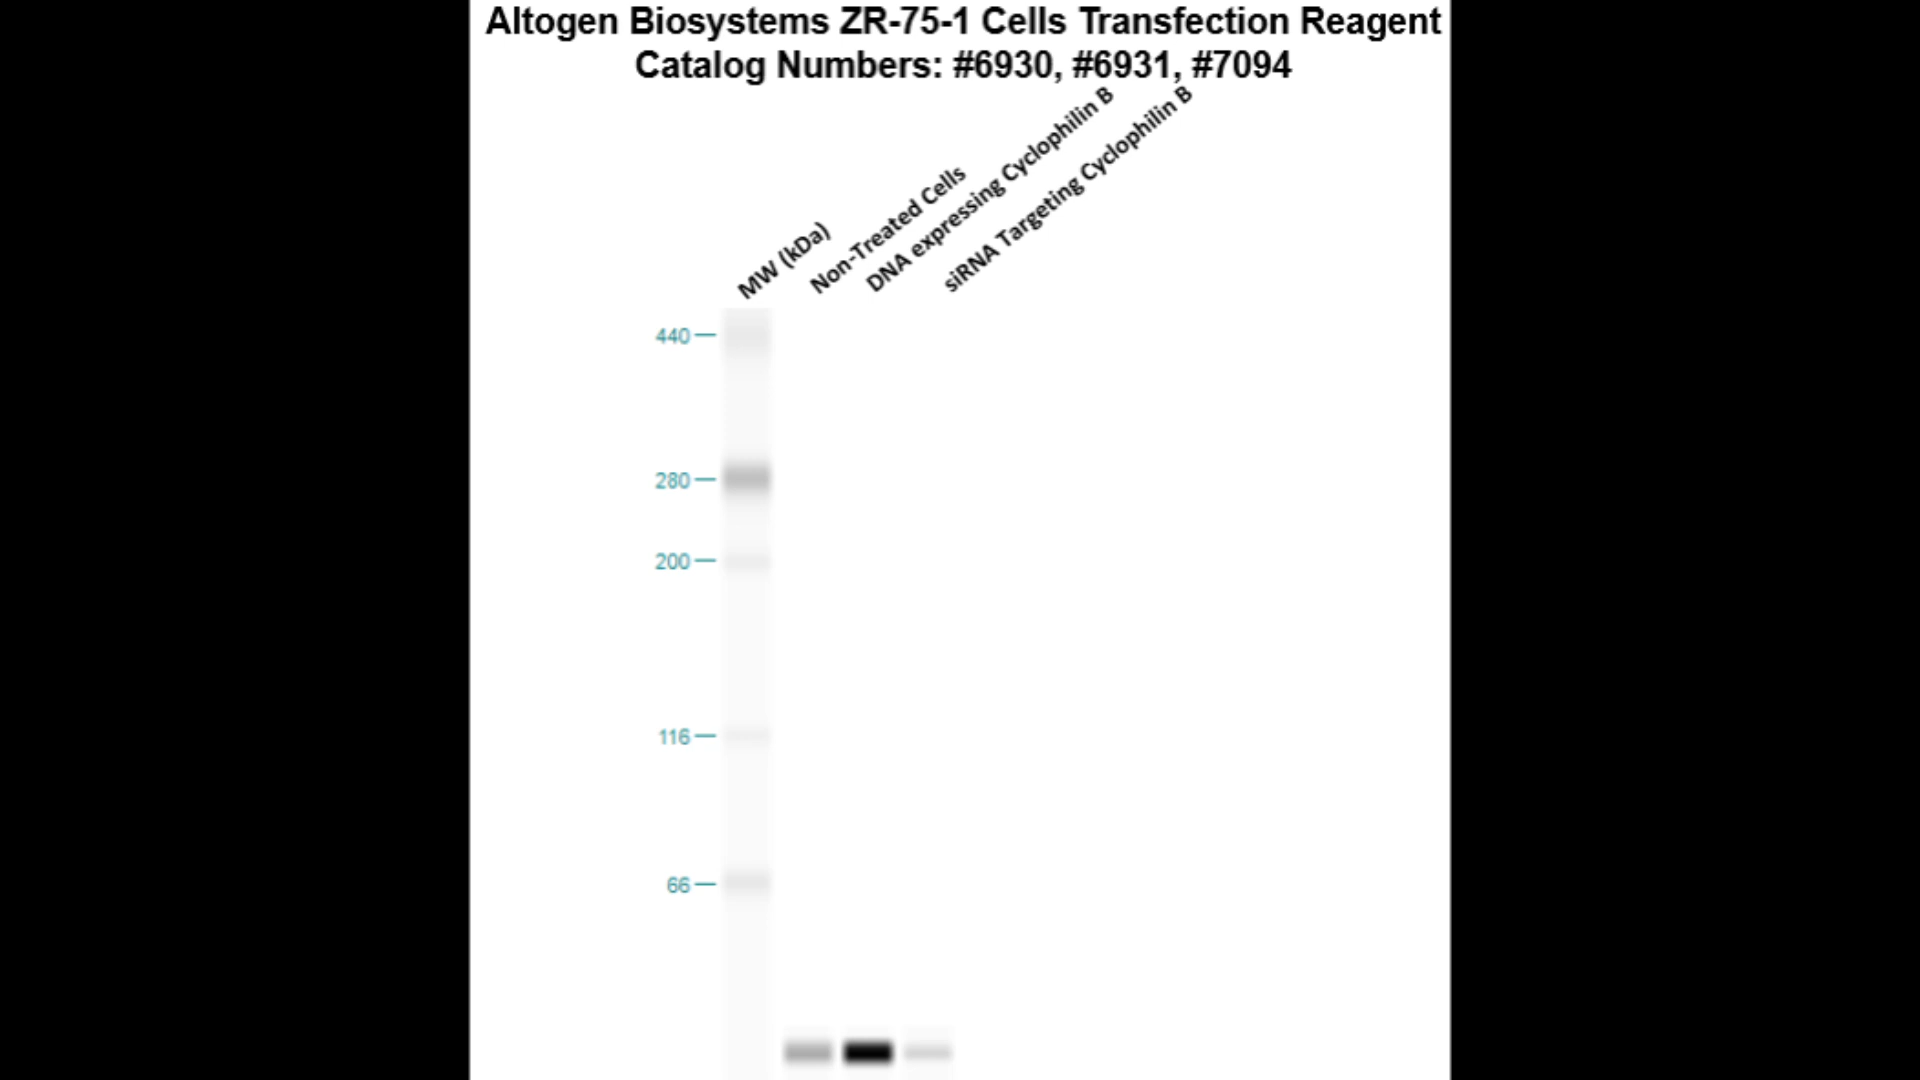 Altogen Biosystems ZR-75-1 Cells Transfection Reagent
Catalog Numbers: #6930, #6931, #7094
MW (kDa)
Non-Treated Cells
DNA expressing Cyclophilin B
siRNA Targeting Cyclophilin B
440
280
200
116
66